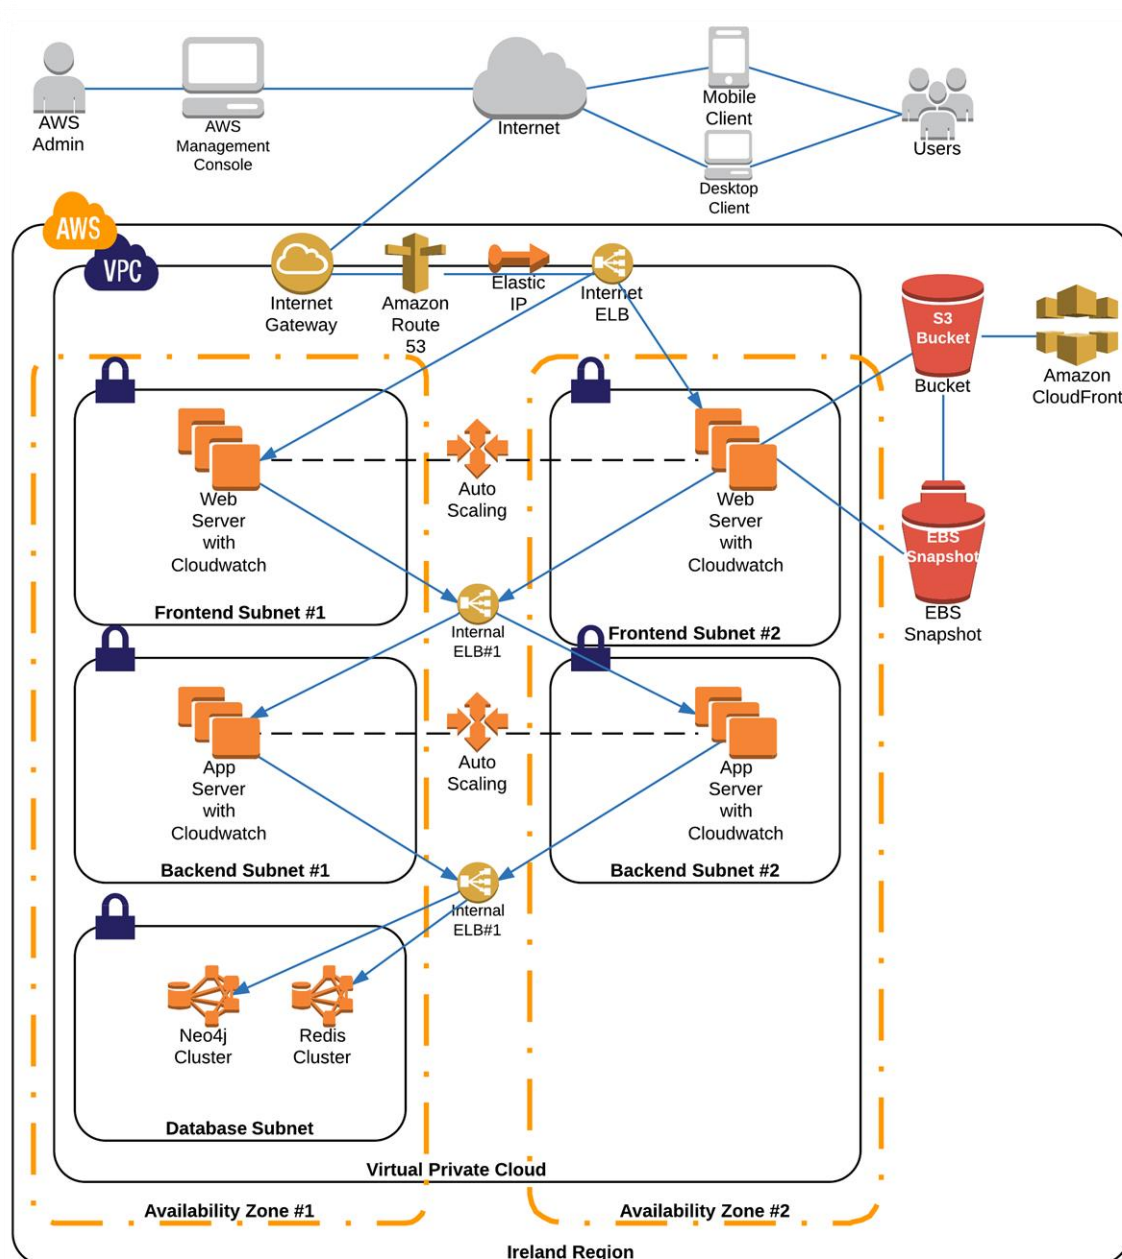 AWS
Admin
AWS
Management
Console
Internet
Mobile
Client
Users
Desktop
Client
AWS
VPC
Internet
Gateway
Amazon
Route
53
Elastic
IP
Internet
ELB
S3
Bucket
Bucket
Amazon
CloudFront
Web
Server
with
Cloudwatch
Frontend Subnet #1
Auto
Scaling
Web
Server
with
Cloudwatch
Frontend Subnet #2
EBS
Snapshot
EBS
Snapshot
Internal
ELB#1
App
Server
with
Cloudwatch
Backend Subnet #1
Auto
Scaling
App
Server
with
Cloudwatch
Backend Subnet #2
Internal
ELB#1
Neo4j
Cluster
Redis
Cluster
Database Subnet
Virtual Private Cloud
Availability Zone #1
Availability Zone #2
Ireland Region